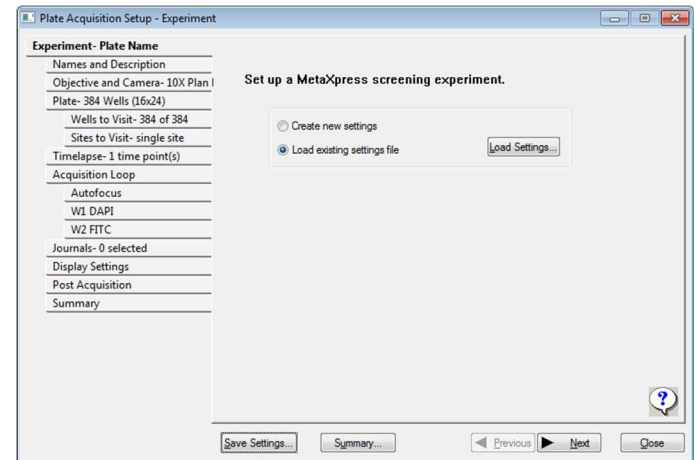 Plate Acquisition Setup - Experiment
Experiment- Plate Name
Names and Description
Objective and Camera- 10X Plan
Plate- 384 Wells (16x24)
Wells to Visit- 384 of 384
Sites to Visit- single site
Timelapse- 1 time point(s)
Acquisition Loop
Autofocus
W1 DAPI
W2 FITC
Journals- 0 selected
Display Settings
Post Acquisition
Summary
Set up a MetaXpress screening experiment.
Create new settings
Load existing settings file
Load Settings...
?
Save Settings...
Summary...
Previous
Next
Close